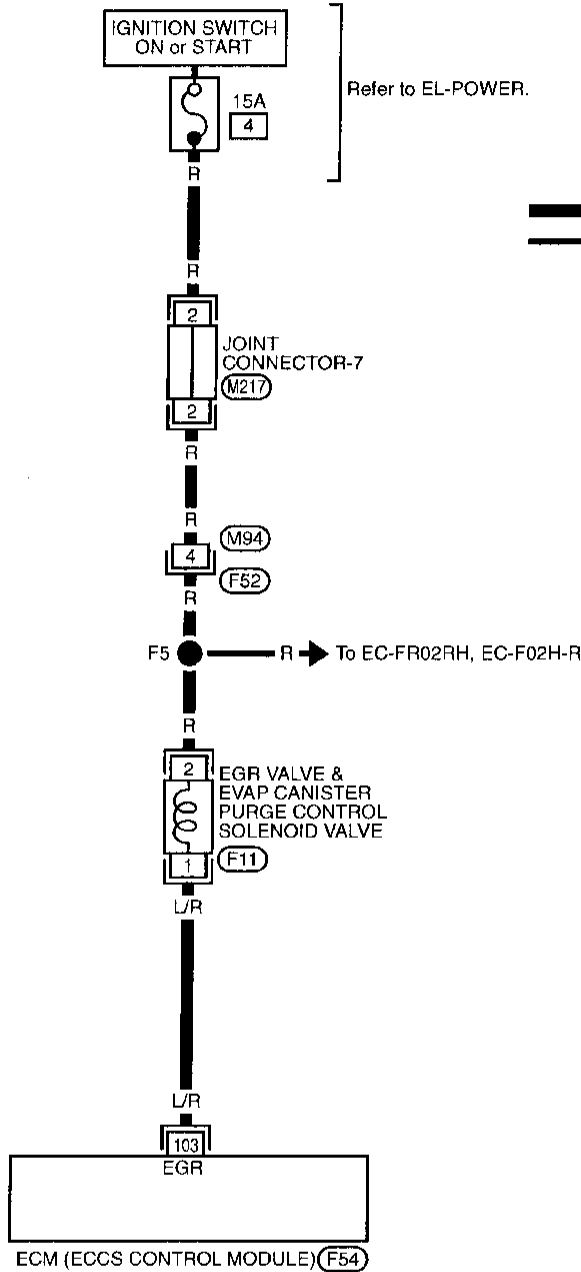 IGNITION SWITCH
ON or START
Refer to EL-POWER.
15A
4
R
R
2
JOINT
CONNECTOR-7
M217
2
R
R
M94
4
F52
R
F5
R
To EC-FR02RH, EC-F02H-R
R
2
EGR VALVE &
EVAP CANISTER
PURGE CONTROL
SOLENOID VALVE
F11
1
L/R
L/R
103
EGR
ECM (ECCS CONTROL MODULE)
F54